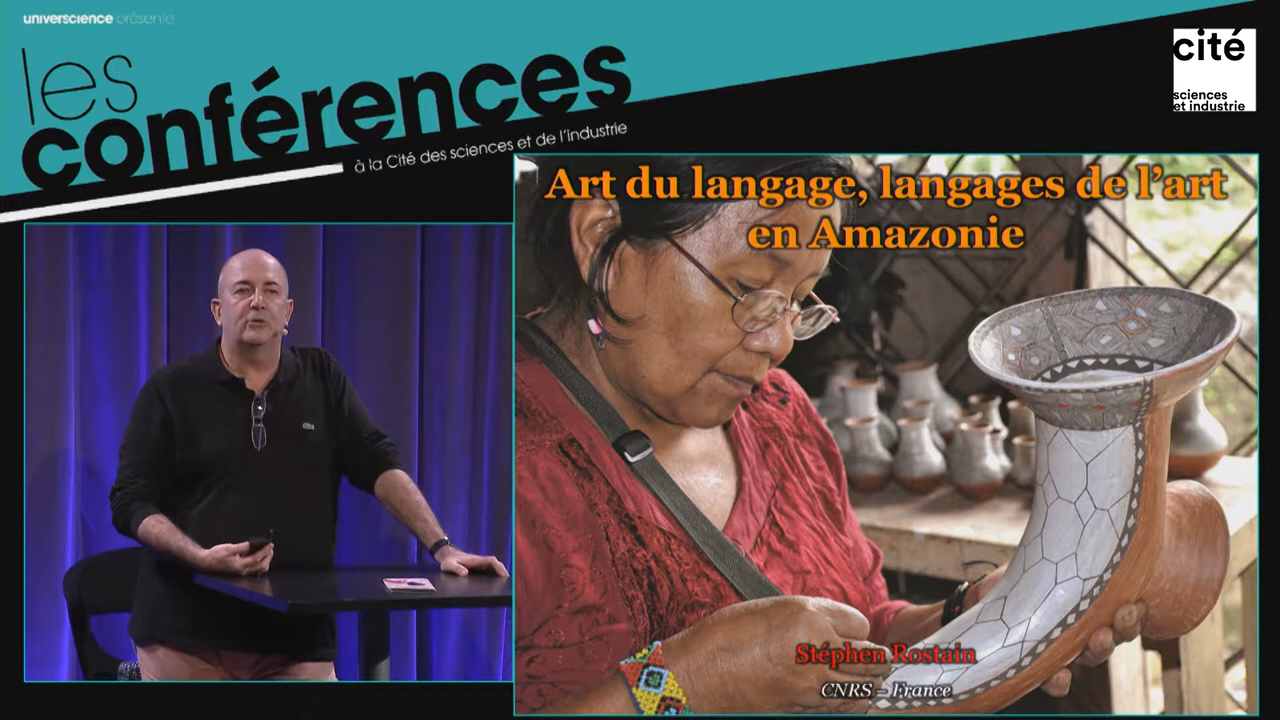 universcience présente
les
conférences
à la Cité des sciences et de l'industrie
cité
sciences
et industrie
Art du langage, langages de l'art
en Amazonie
Stéphen Rostain
CNRS – France